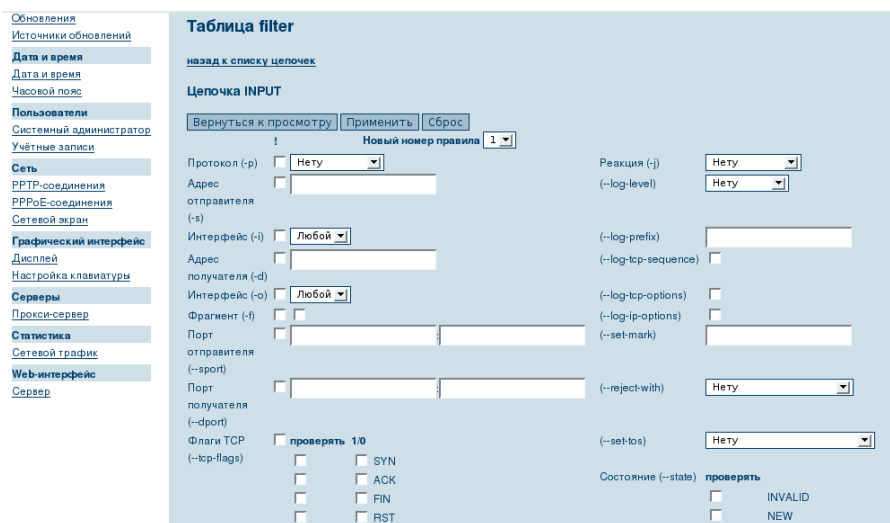 Обновления
Источники обновлений
Дата и время
Дата и время
Часовой пояс
Пользователи
Системный администратор
Учётные записи
Сеть
PPTP-соединения
PPPoE-соединения
Сетевой экран
Графический интерфейс
Дисплей
Настройка клавиатуры
Серверы
Прокси-сервер
Статистика
Сетевой трафик
Web-интерфейс
Сервер
Таблица filter
назад к списку цепочек
Цепочка INPUT
Вернуться к просмотру Применить Сброс
! Новый номер правила 1
Протокол (-p) Нету Реакция (-j) Нету
Адрес (--log-level) Нету
отправителя
(-s)
Интерфейс (-i) Любой (--log-prefix)
Адрес (--log-tcp-sequence)
получателя (-d)
Интерфейс (-o) Любой (--log-tcp-options)
Фрагмент (-f) (--log-ip-options)
Порт : (--set-mark)
отправителя
(--sport)
Порт : (--reject-with) Нету
получателя
(--dport)
Флаги TCP проверять 1/0 (--set-tos) Нету
(--tcp-flags) SYN
ACK Состояние (--state) проверять
FIN INVALID
RST NEW